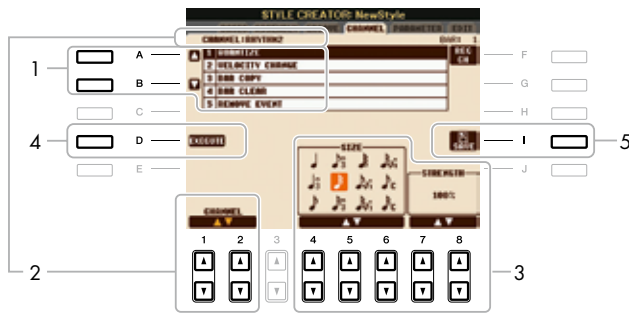 STYLE CREATOR: NewStyle
CHANNEL PARAMETER EDIT
CHANNEL:RHYTHM2 BAR:
1 A F
1 QUANTIZE REC CH
2 VELOCITY CHANGE
B G
3 BAR COPY
4 BAR CLEAR
C H
5 REMOVE EVENT
4 D EXECUTE SAVE I 5
E J
SIZE
STRENGTH
100%
CHANNEL
1 2 3 4 5 6 7 8
2 3